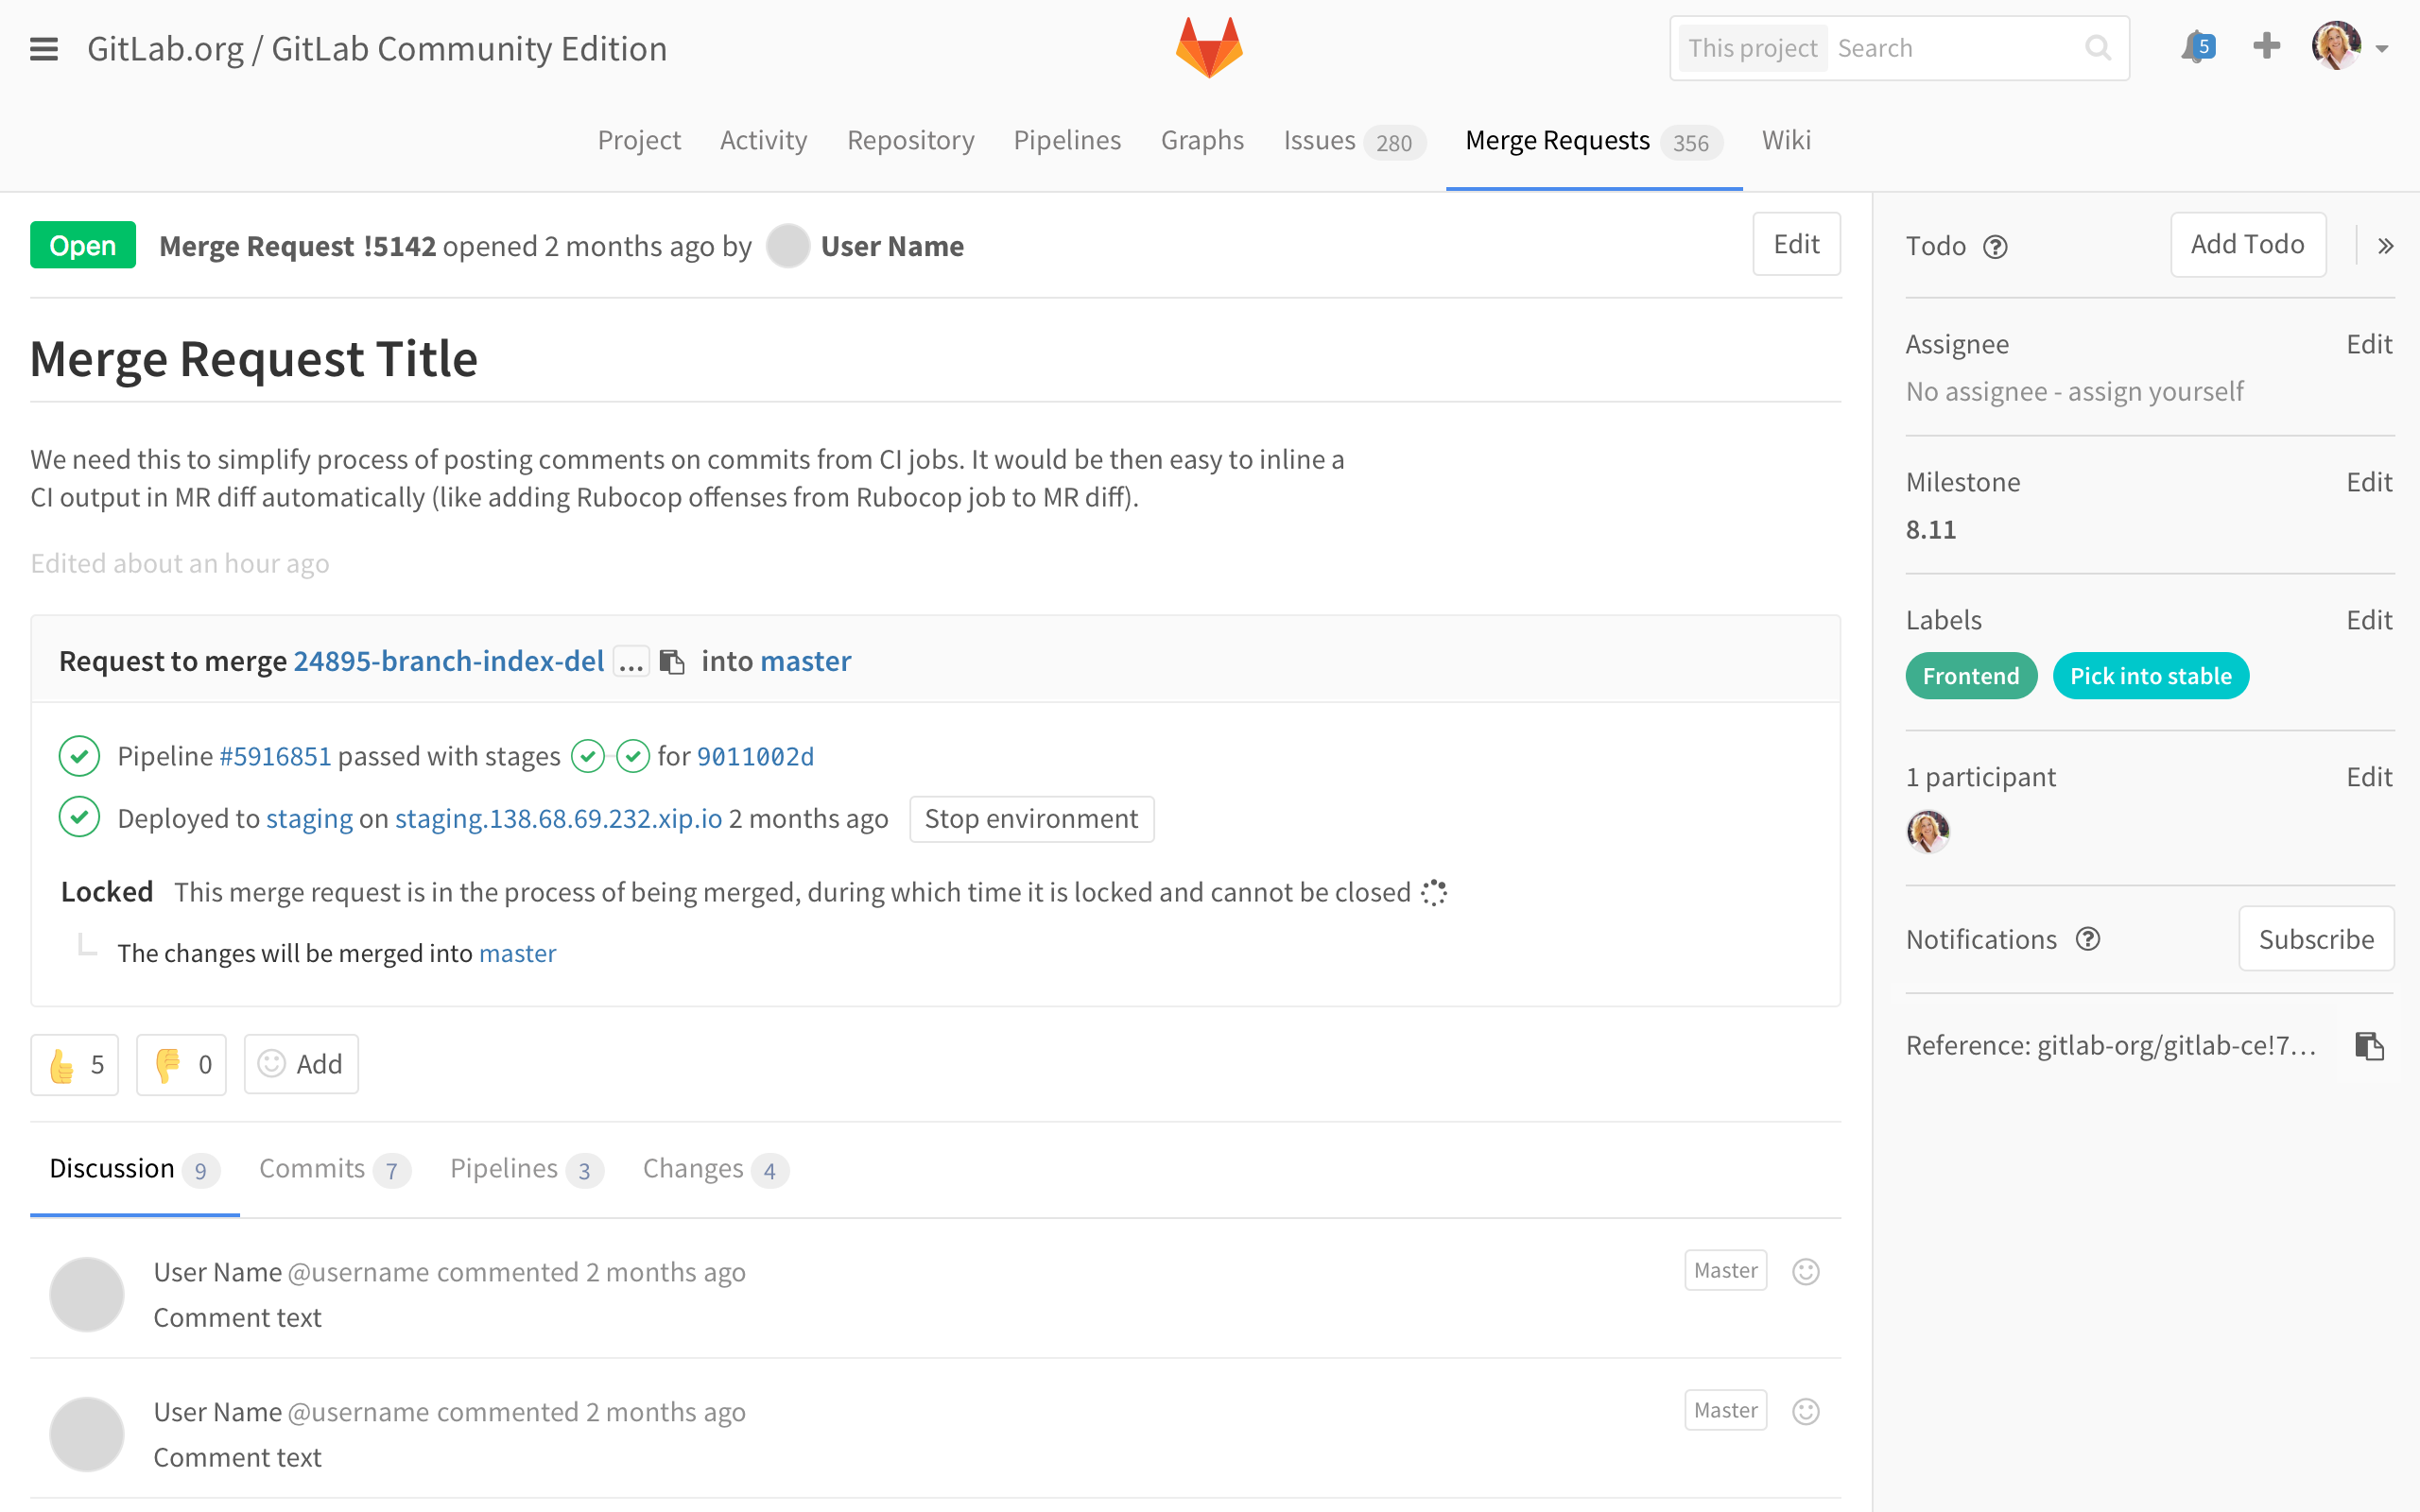 GitLab.org / GitLab Community Edition
This project Search
5
Project Activity Repository Pipelines Graphs Issues 280 Merge Requests 356 Wiki
Open Merge Request !5142 opened 2 months ago by User Name Edit
Merge Request Title
We need this to simplify process of posting comments on commits from CI jobs. It would be then easy to inline a
CI output in MR diff automatically (like adding Rubocop offenses from Rubocop job to MR diff).
Edited about an hour ago
Request to merge 24895-branch-index-del ... into master
Pipeline #5916851 passed with stages for 9011002d
Deployed to staging on staging.138.68.69.232.xip.io 2 months ago Stop environment
Locked This merge request is in the process of being merged, during which time it is locked and cannot be closed
The changes will be merged into master
5 0 Add
Discussion 9 Commits 7 Pipelines 3 Changes 4
User Name @username commented 2 months ago Master
Comment text
User Name @username commented 2 months ago Master
Comment text
Todo ? Add Todo »
Assignee Edit
No assignee - assign yourself
Milestone Edit
8.11
Labels Edit
Frontend Pick into stable
1 participant Edit
Notifications ? Subscribe
Reference: gitlab-org/gitlab-ce!7...